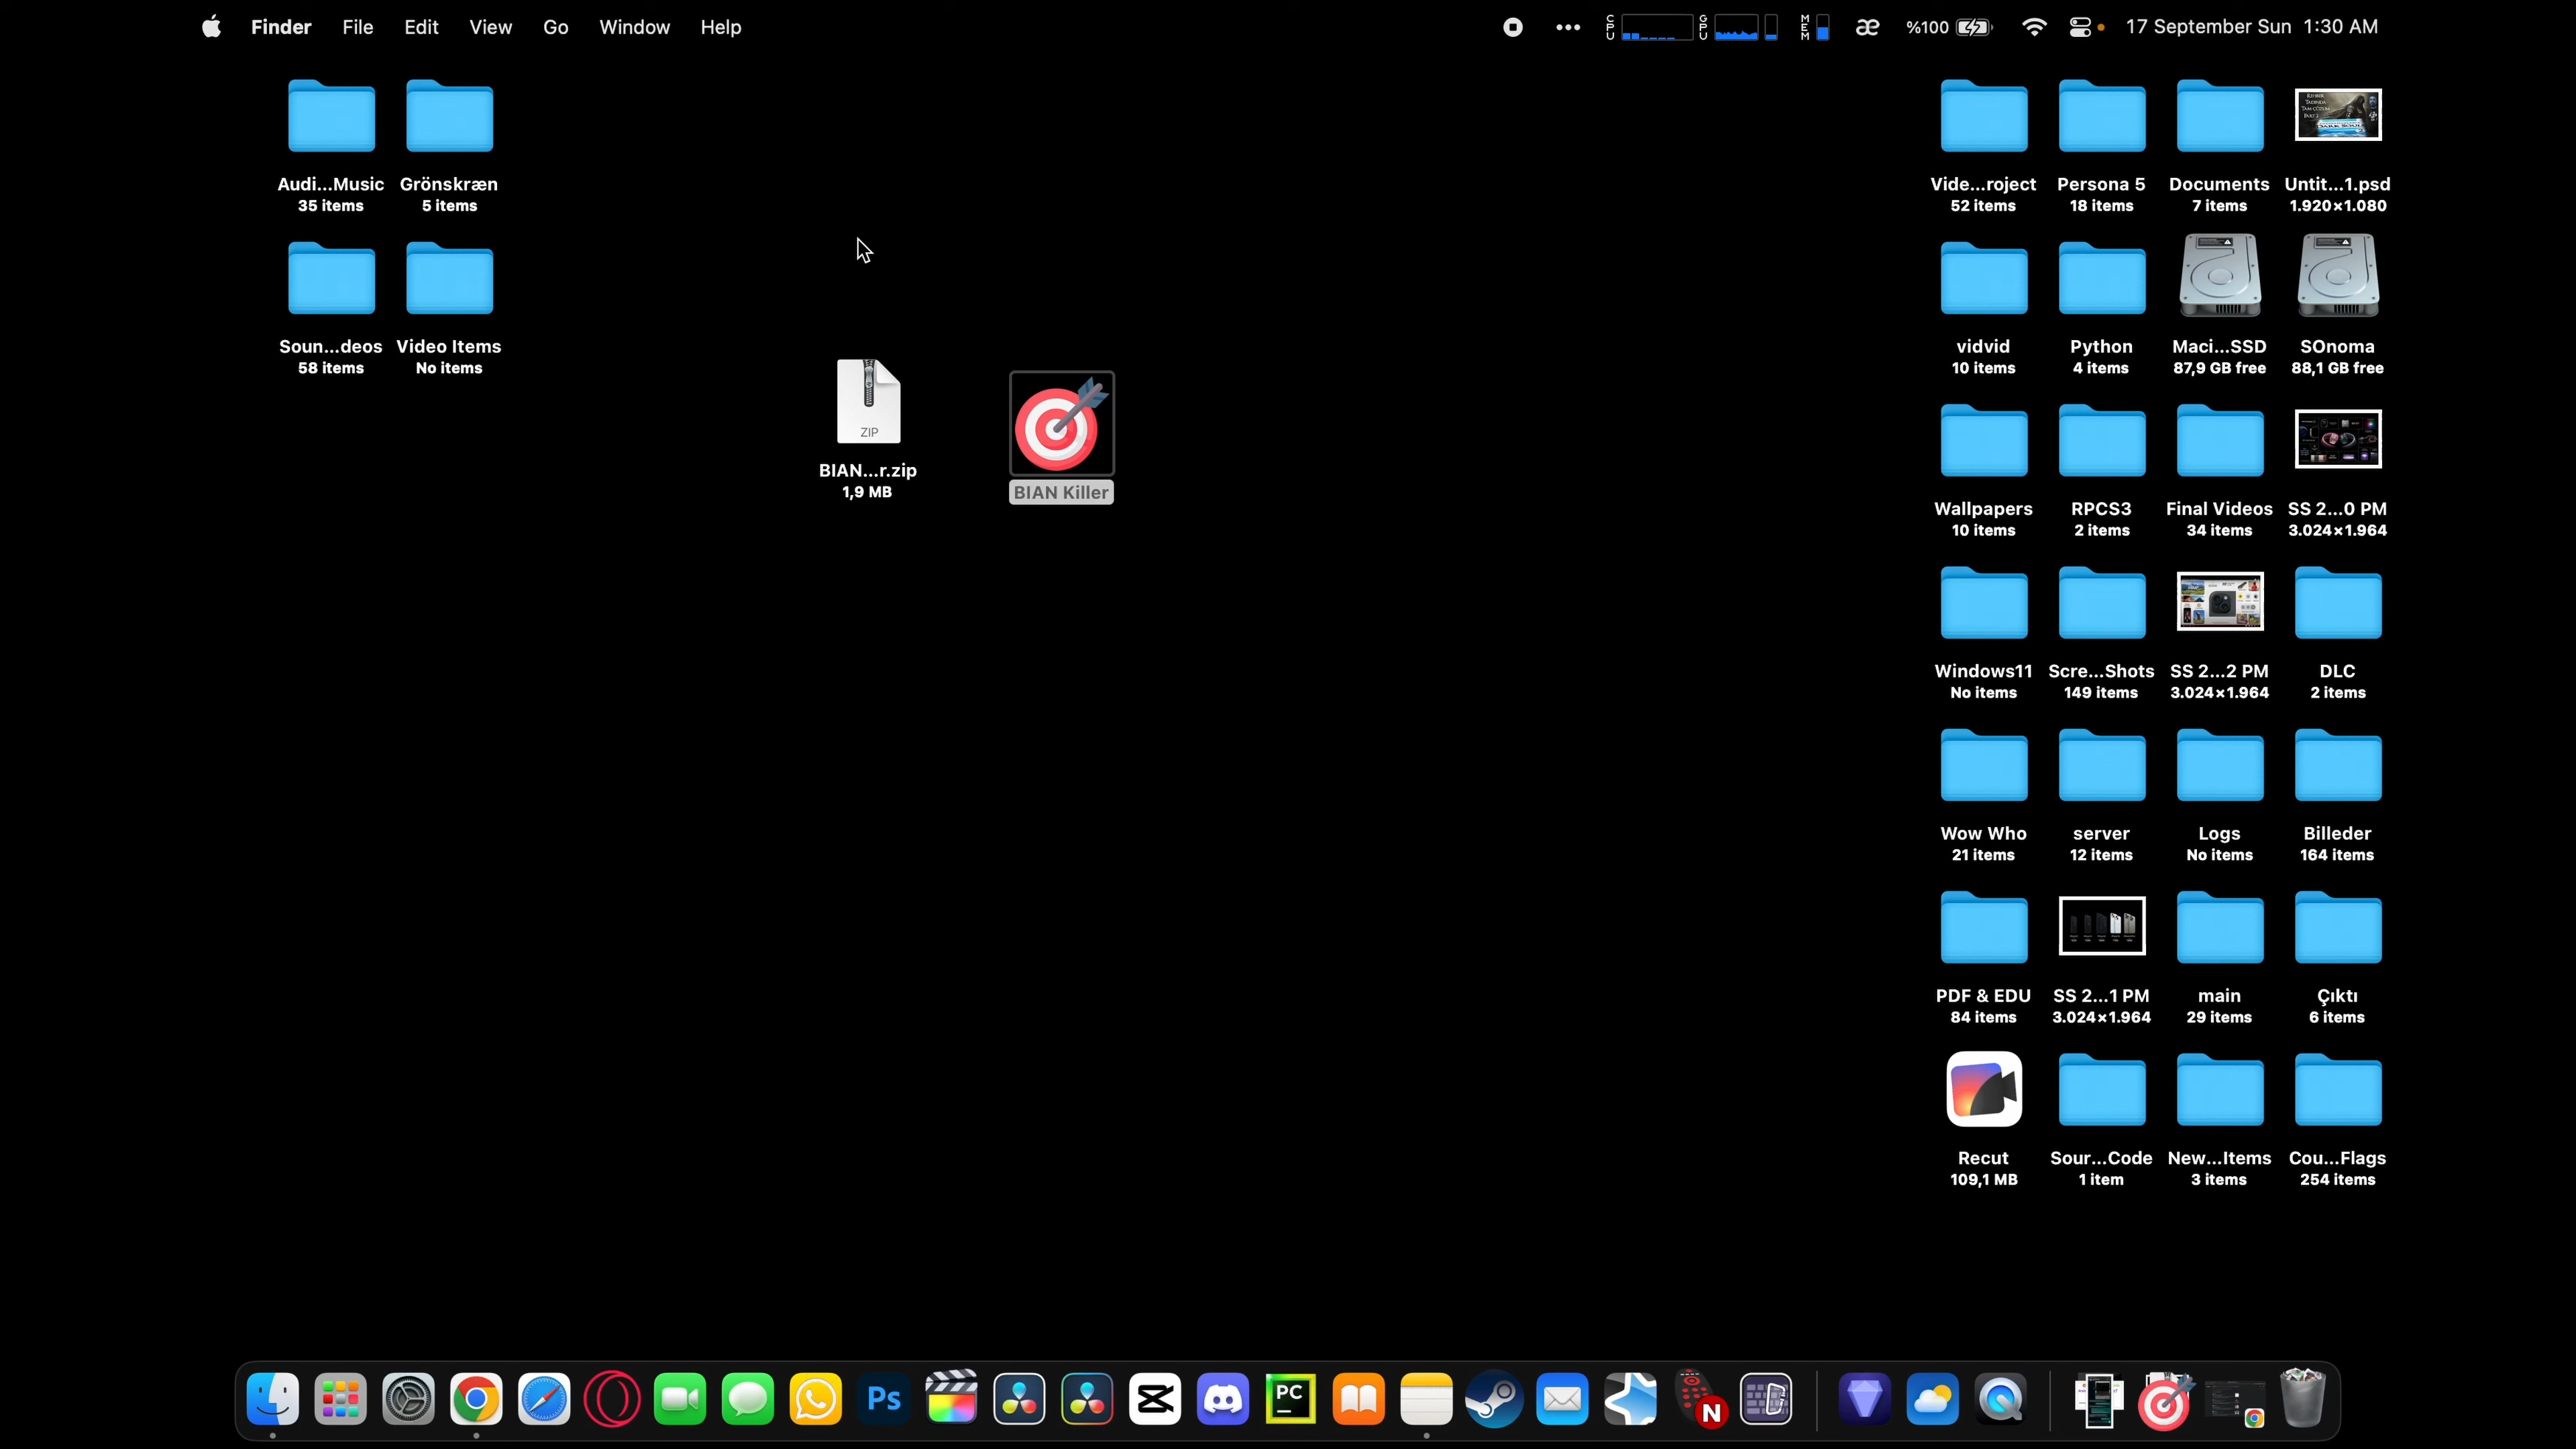 Finder File Edit View Go Window Help
CPU GPU MEM æ %100 17 September Sun 1:30 AM
Audi...Music Grönskræn
35 items 5 items
Soun...deos Video Items
58 items No items
ZIP
BIAN...r.zip
1,9 MB
BIAN Killer
Vide...roject Persona 5 Documents Untit...1.psd
52 items 18 items 7 items 1.920×1.080
vidvid Python Maci...SSD SOnoma
10 items 4 items 87,9 GB free 88,1 GB free
Wallpapers RPCS3 Final Videos SS 2...0 PM
10 items 2 items 34 items 3.024×1.964
Windows11 Scre...Shots SS 2...2 PM DLC
No items 149 items 3.024×1.964 2 items
Wow Who server Logs Billeder
21 items 12 items No items 164 items
PDF & EDU SS 2...1 PM main Çıktı
84 items 3.024×1.964 29 items 6 items
Recut Sour...Code New...Items Cou...Flags
109,1 MB 1 item 3 items 254 items
Ps PC N